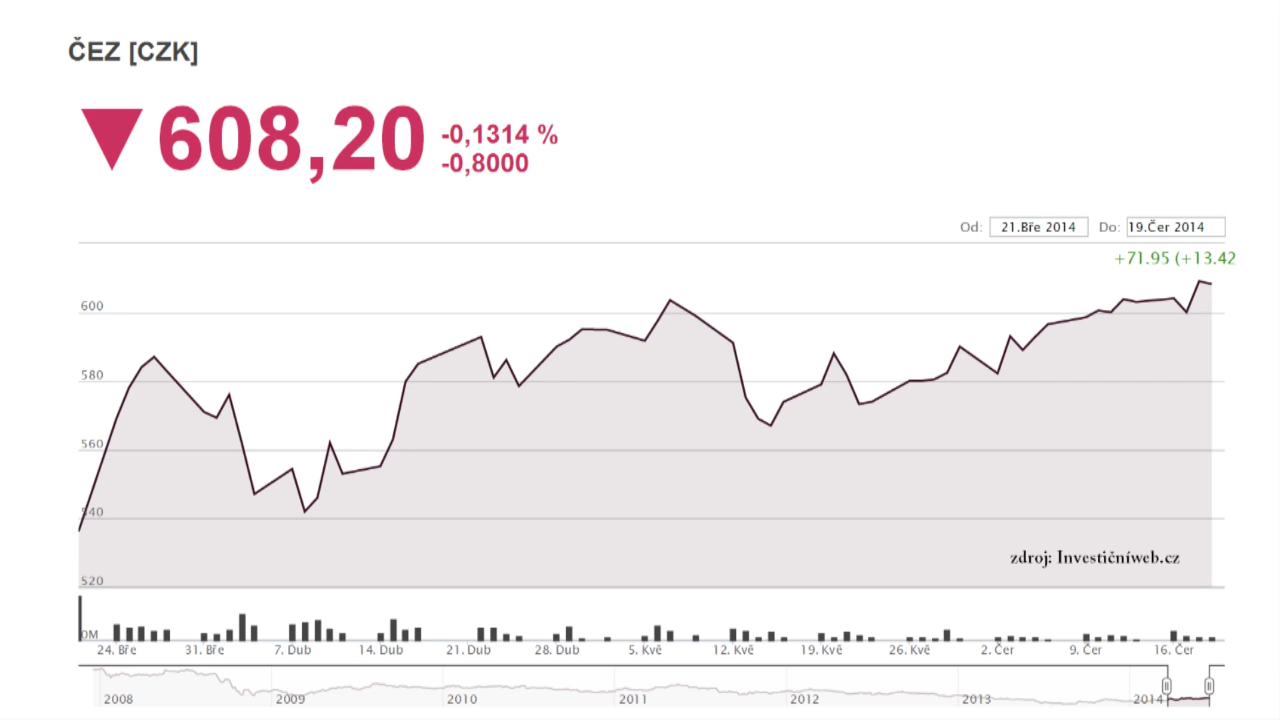 ČEZ [CZK]
608,20
-0,1314 %
-0,8000
Od: 21.Bře 2014 Do: 19.Čer 2014
+71.95 (+13.42
600
580
560
540
520
zdroj: Investičníweb.cz
0M
24. Bře 31. Bře 7. Dub 14. Dub 21. Dub 28. Dub 5. Kvě 12. Kvě 19. Kvě 26. Kvě 2. Čer 9. Čer 16. Čer
2008 2009 2010 2011 2012 2013 2014